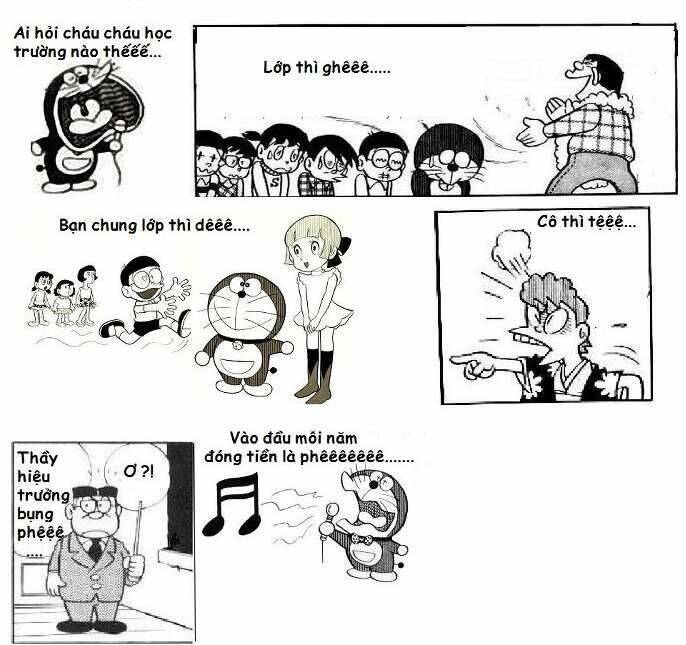 Ai hỏi cháu cháu học
trường nào thếếế...
Lớp thì ghêêê.....
Bạn chung lớp thì dêêê....
Cô thì tệệệ...
Thầy
hiệu
trưởng
bụng
phệệệ
....
Ơ ?!
Vào đầu mỗi năm
đóng tiền là phêêêêêêê.......
S